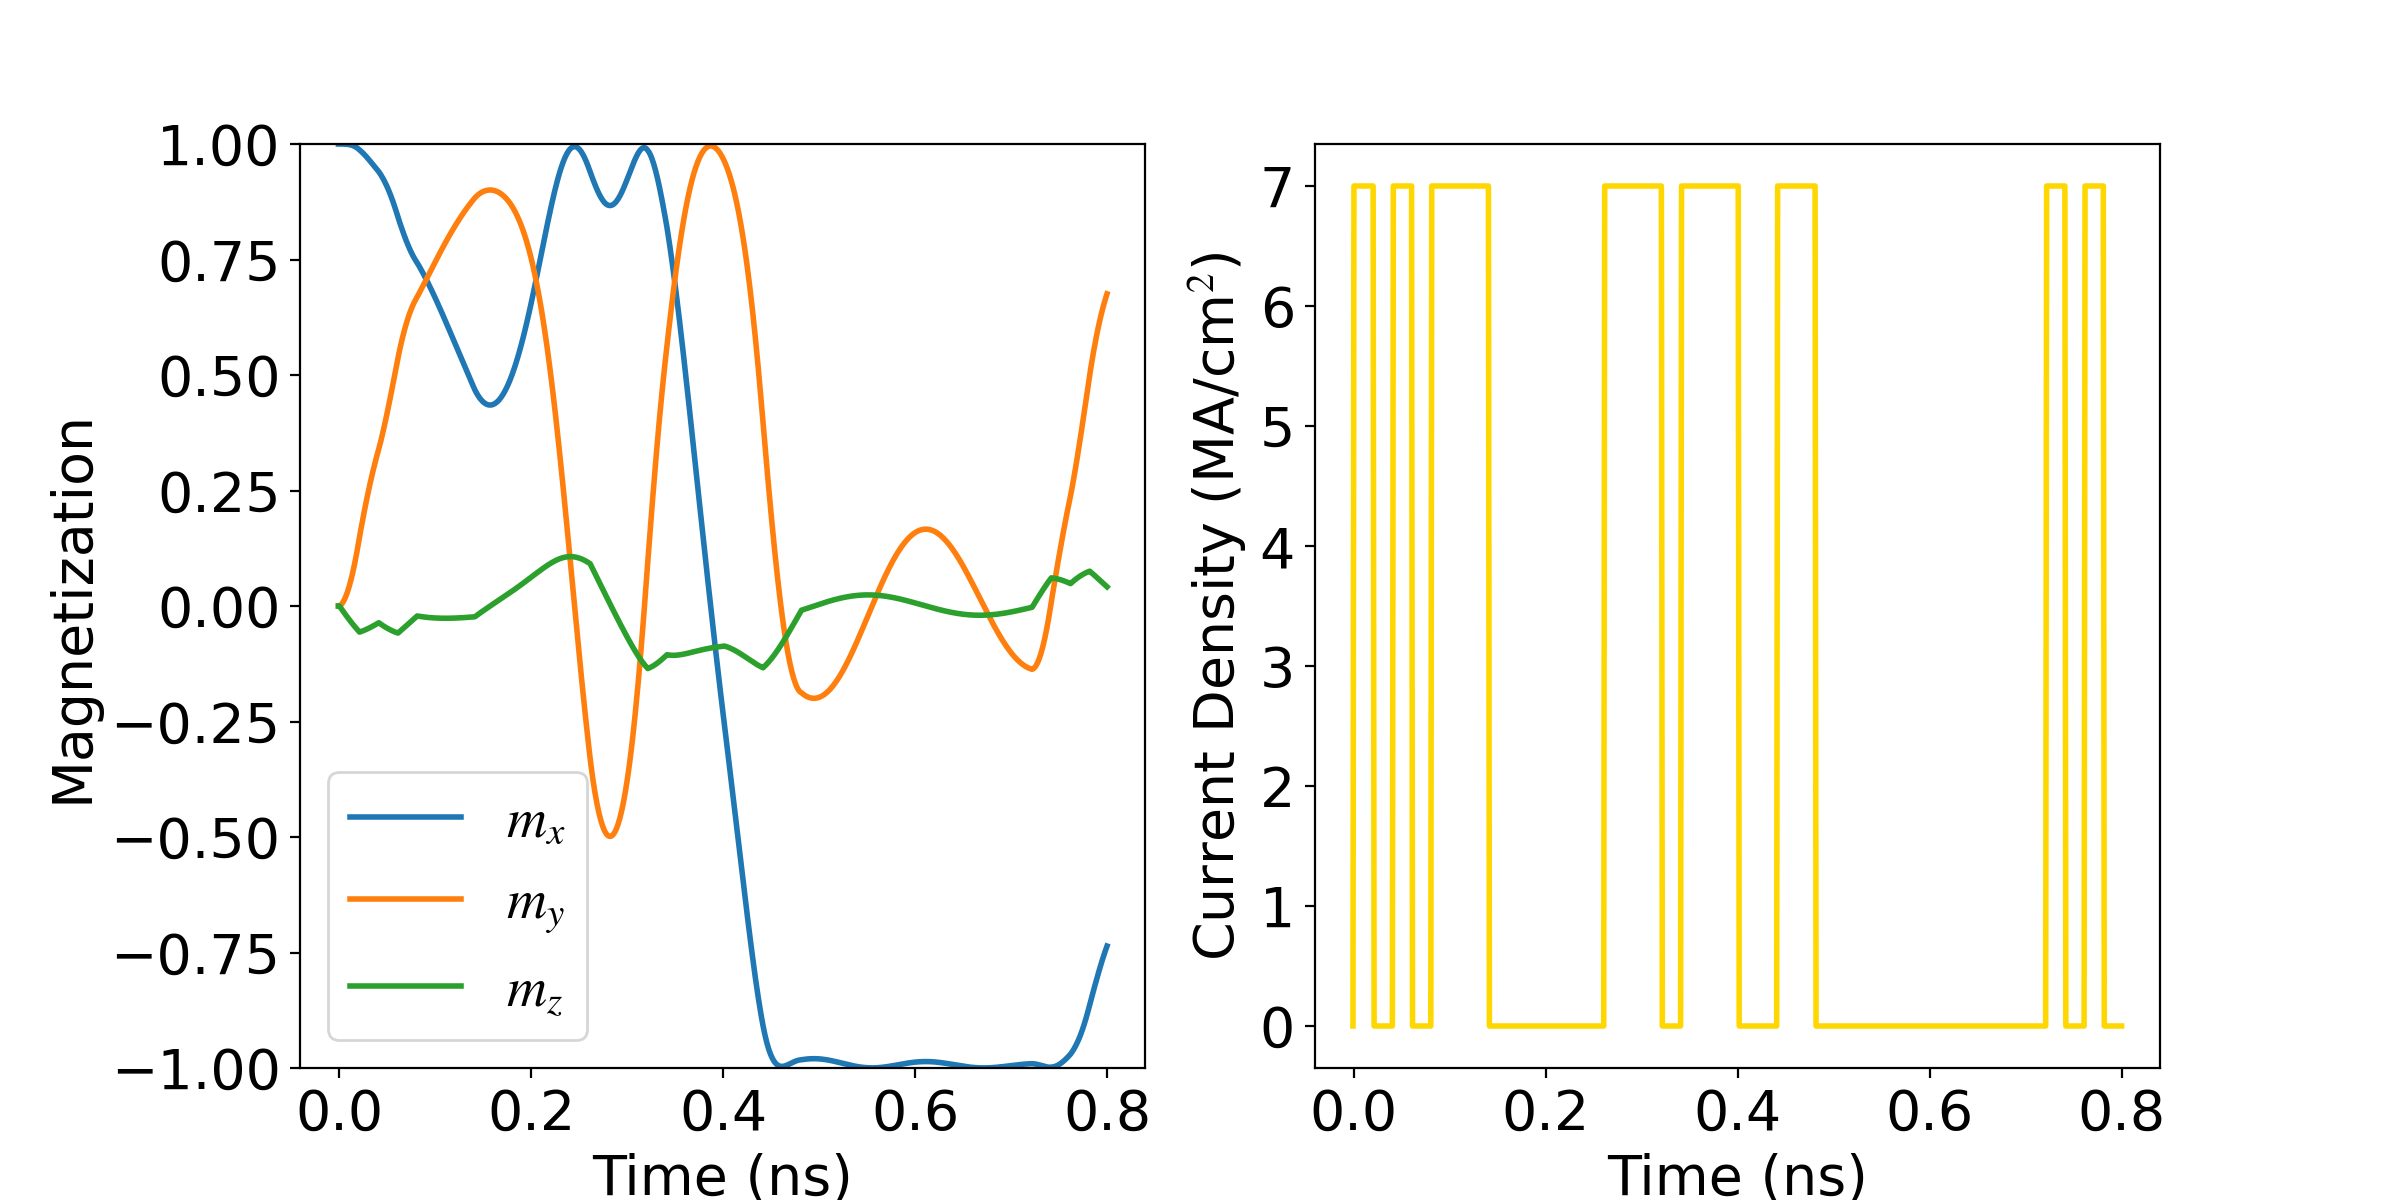 Magnetization
1.00
0.75
0.50
0.25
0.00
−0.25
−0.50
−0.75
−1.00
0.0 0.2 0.4 0.6 0.8
Time (ns)
m_x
m_y
m_z
Current Density (MA/cm²)
7
6
5
4
3
2
1
0
0.0 0.2 0.4 0.6 0.8
Time (ns)